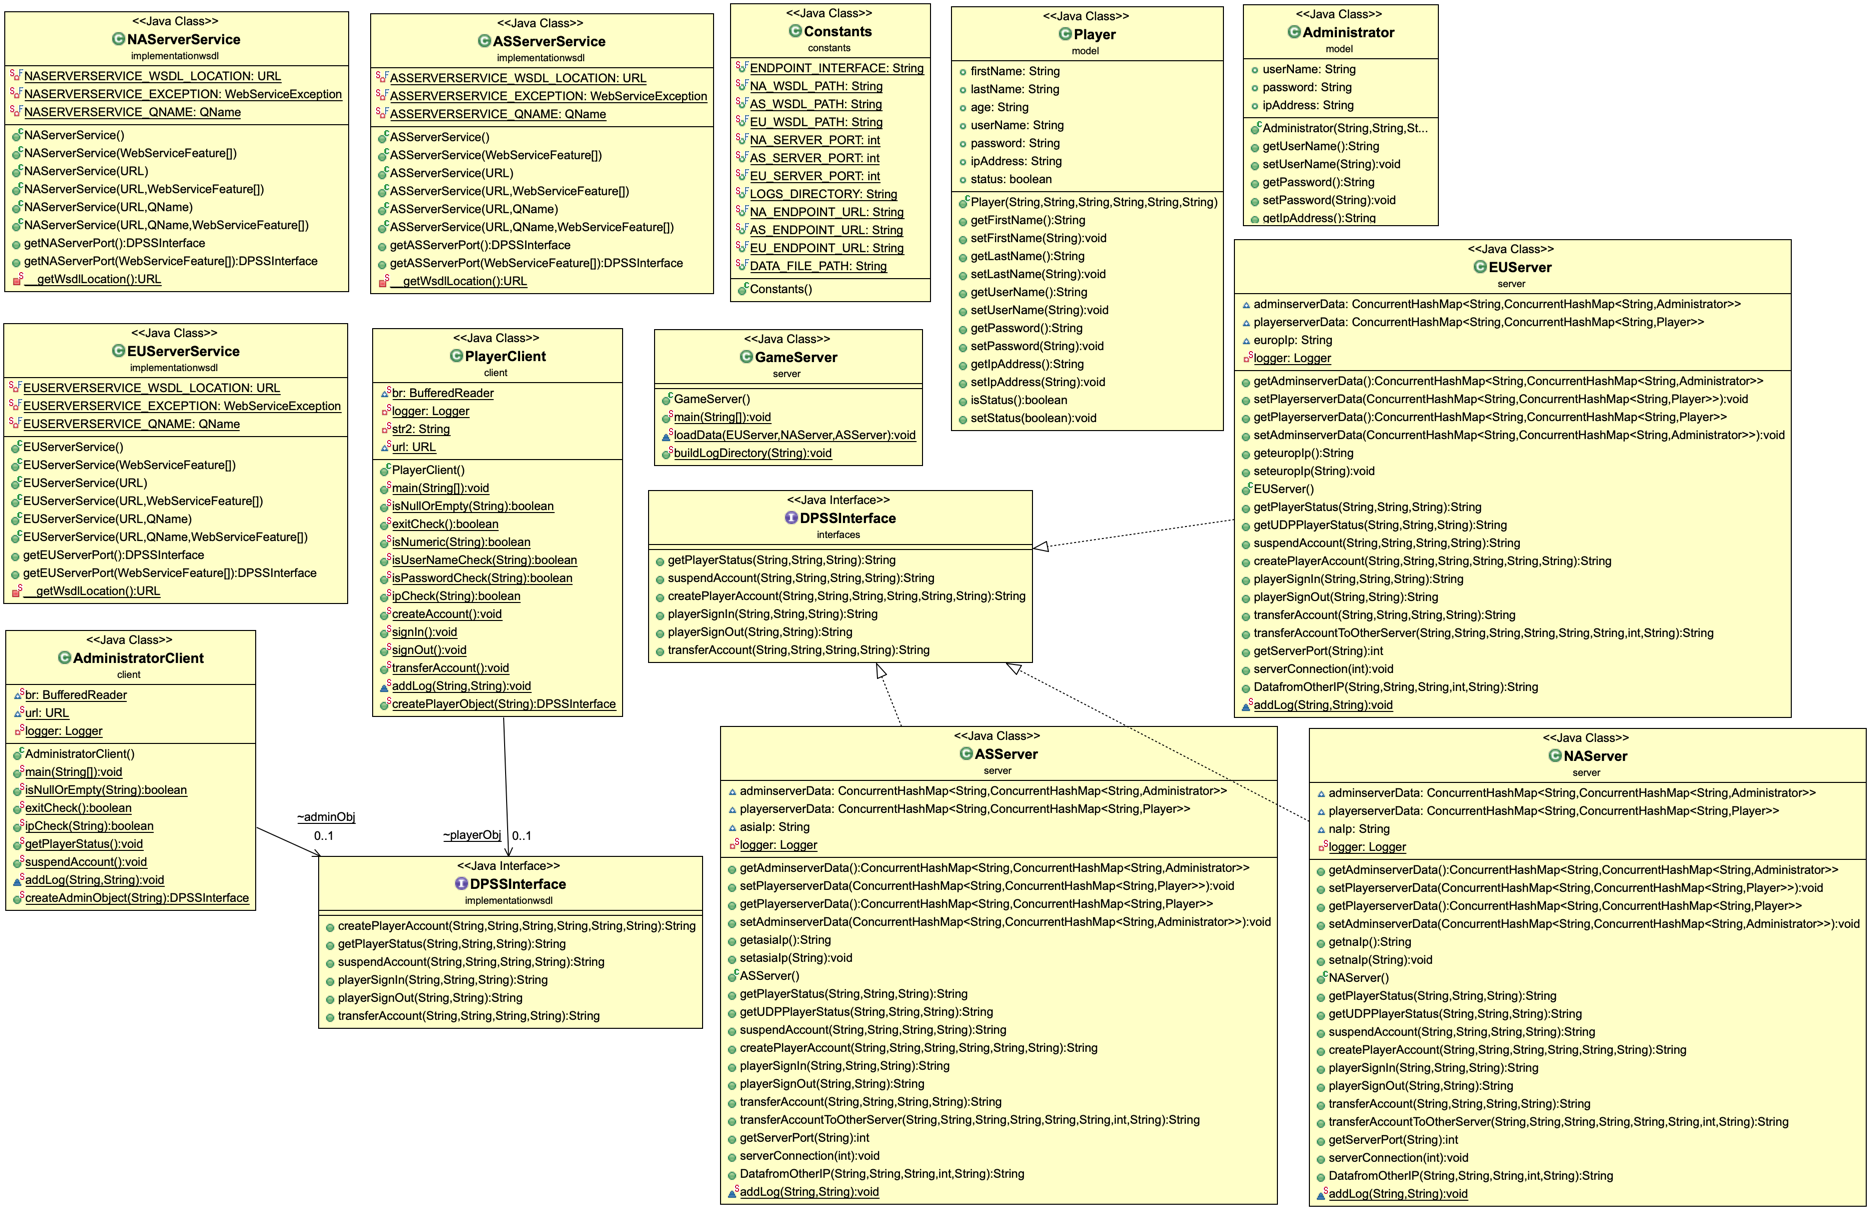 <<Java Class>>
NAServerService
implementationwsdl
NASERVERSERVICE_WSDL_LOCATION: URL
NASERVERSERVICE_EXCEPTION: WebServiceException
NASERVERSERVICE_QNAME: QName
NAServerService()
NAServerService(WebServiceFeature[])
NAServerService(URL)
NAServerService(URL,WebServiceFeature[])
NAServerService(URL,QName)
NAServerService(URL,QName,WebServiceFeature[])
getNAServerPort():DPSSInterface
getNAServerPort(WebServiceFeature[]):DPSSInterface
__getWsdlLocation():URL
<<Java Class>>
ASServerService
implementationwsdl
ASSERVERSERVICE_WSDL_LOCATION: URL
ASSERVERSERVICE_EXCEPTION: WebServiceException
ASSERVERSERVICE_QNAME: QName
ASServerService()
ASServerService(WebServiceFeature[])
ASServerService(URL)
ASServerService(URL,WebServiceFeature[])
ASServerService(URL,QName)
ASServerService(URL,QName,WebServiceFeature[])
getASServerPort():DPSSInterface
getASServerPort(WebServiceFeature[]):DPSSInterface
__getWsdlLocation():URL
<<Java Class>>
Constants
constants
ENDPOINT_INTERFACE: String
NA_WSDL_PATH: String
AS_WSDL_PATH: String
EU_WSDL_PATH: String
NA_SERVER_PORT: int
AS_SERVER_PORT: int
EU_SERVER_PORT: int
LOGS_DIRECTORY: String
NA_ENDPOINT_URL: String
AS_ENDPOINT_URL: String
EU_ENDPOINT_URL: String
DATA_FILE_PATH: String
Constants()
<<Java Class>>
Player
model
firstName: String
lastName: String
age: String
userName: String
password: String
ipAddress: String
status: boolean
Player(String,String,String,String,String,String)
getFirstName():String
setFirstName(String):void
getLastName():String
setLastName(String):void
getUserName():String
setUserName(String):void
getPassword():String
setPassword(String):void
getIpAddress():String
setIpAddress(String):void
isStatus():boolean
setStatus(boolean):void
<<Java Class>>
Administrator
model
userName: String
password: String
ipAddress: String
Administrator(String,String,St...
getUserName():String
setUserName(String):void
getPassword():String
setPassword(String):void
getIpAddress():String
<<Java Class>>
EUServer
server
adminserverData: ConcurrentHashMap<String,ConcurrentHashMap<String,Administrator>>
playerserverData: ConcurrentHashMap<String,ConcurrentHashMap<String,Player>>
europIp: String
logger: Logger
getAdminserverData():ConcurrentHashMap<String,ConcurrentHashMap<String,Administrator>>
setPlayerserverData(ConcurrentHashMap<String,ConcurrentHashMap<String,Player>>):void
getPlayerserverData():ConcurrentHashMap<String,ConcurrentHashMap<String,Player>>
setAdminserverData(ConcurrentHashMap<String,ConcurrentHashMap<String,Administrator>>):void
geteuropIp():String
seteuropIp(String):void
EUServer()
getPlayerStatus(String,String,String):String
getUDPPlayerStatus(String,String,String):String
suspendAccount(String,String,String,String):String
createPlayerAccount(String,String,String,String,String,String):String
playerSignIn(String,String,String):String
playerSignOut(String,String):String
transferAccount(String,String,String,String):String
transferAccountToOtherServer(String,String,String,String,String,String,int,String):String
getServerPort(String):int
serverConnection(int):void
DatafromOtherIP(String,String,String,int,String):String
addLog(String,String):void
<<Java Class>>
EUServerService
implementationwsdl
EUSERVERSERVICE_WSDL_LOCATION: URL
EUSERVERSERVICE_EXCEPTION: WebServiceException
EUSERVERSERVICE_QNAME: QName
EUServerService()
EUServerService(WebServiceFeature[])
EUServerService(URL)
EUServerService(URL,WebServiceFeature[])
EUServerService(URL,QName)
EUServerService(URL,QName,WebServiceFeature[])
getEUServerPort():DPSSInterface
getEUServerPort(WebServiceFeature[]):DPSSInterface
__getWsdlLocation():URL
<<Java Class>>
PlayerClient
client
br: BufferedReader
logger: Logger
str2: String
url: URL
PlayerClient()
main(String[]):void
isNullOrEmpty(String):boolean
exitCheck():boolean
isNumeric(String):boolean
isUserNameCheck(String):boolean
isPasswordCheck(String):boolean
ipCheck(String):boolean
createAccount():void
signIn():void
signOut():void
transferAccount():void
addLog(String,String):void
createPlayerObject(String):DPSSInterface
<<Java Class>>
GameServer
server
GameServer()
main(String[]):void
loadData(EUServer,NAServer,ASServer):void
buildLogDirectory(String):void
<<Java Interface>>
DPSSInterface
interfaces
getPlayerStatus(String,String,String):String
suspendAccount(String,String,String,String):String
createPlayerAccount(String,String,String,String,String,String):String
playerSignIn(String,String,String):String
playerSignOut(String,String):String
transferAccount(String,String,String,String):String
<<Java Class>>
AdministratorClient
client
br: BufferedReader
url: URL
logger: Logger
AdministratorClient()
main(String[]):void
isNullOrEmpty(String):boolean
exitCheck():boolean
ipCheck(String):boolean
getPlayerStatus():void
suspendAccount():void
addLog(String,String):void
createAdminObject(String):DPSSInterface
~adminObj
0..1
~playerObj
0..1
<<Java Interface>>
DPSSInterface
implementationwsdl
createPlayerAccount(String,String,String,String,String,String):String
getPlayerStatus(String,String,String):String
suspendAccount(String,String,String,String):String
playerSignIn(String,String,String):String
playerSignOut(String,String):String
transferAccount(String,String,String,String):String
<<Java Class>>
ASServer
server
adminserverData: ConcurrentHashMap<String,ConcurrentHashMap<String,Administrator>>
playerserverData: ConcurrentHashMap<String,ConcurrentHashMap<String,Player>>
asiaIp: String
logger: Logger
getAdminserverData():ConcurrentHashMap<String,ConcurrentHashMap<String,Administrator>>
setPlayerserverData(ConcurrentHashMap<String,ConcurrentHashMap<String,Player>>):void
getPlayerserverData():ConcurrentHashMap<String,ConcurrentHashMap<String,Player>>
setAdminserverData(ConcurrentHashMap<String,ConcurrentHashMap<String,Administrator>>):void
getasiaIp():String
setasiaIp(String):void
ASServer()
getPlayerStatus(String,String,String):String
getUDPPlayerStatus(String,String,String):String
suspendAccount(String,String,String,String):String
createPlayerAccount(String,String,String,String,String,String):String
playerSignIn(String,String,String):String
playerSignOut(String,String):String
transferAccount(String,String,String,String):String
transferAccountToOtherServer(String,String,String,String,String,String,int,String):String
getServerPort(String):int
serverConnection(int):void
DatafromOtherIP(String,String,String,int,String):String
addLog(String,String):void
<<Java Class>>
NAServer
server
adminserverData: ConcurrentHashMap<String,ConcurrentHashMap<String,Administrator>>
playerserverData: ConcurrentHashMap<String,ConcurrentHashMap<String,Player>>
naIp: String
logger: Logger
getAdminserverData():ConcurrentHashMap<String,ConcurrentHashMap<String,Administrator>>
setPlayerserverData(ConcurrentHashMap<String,ConcurrentHashMap<String,Player>>):void
getPlayerserverData():ConcurrentHashMap<String,ConcurrentHashMap<String,Player>>
setAdminserverData(ConcurrentHashMap<String,ConcurrentHashMap<String,Administrator>>):void
getnaIp():String
setnaIp(String):void
NAServer()
getPlayerStatus(String,String,String):String
getUDPPlayerStatus(String,String,String):String
suspendAccount(String,String,String,String):String
createPlayerAccount(String,String,String,String,String,String):String
playerSignIn(String,String,String):String
playerSignOut(String,String):String
transferAccount(String,String,String,String):String
transferAccountToOtherServer(String,String,String,String,String,String,int,String):String
getServerPort(String):int
serverConnection(int):void
DatafromOtherIP(String,String,String,int,String):String
addLog(String,String):void